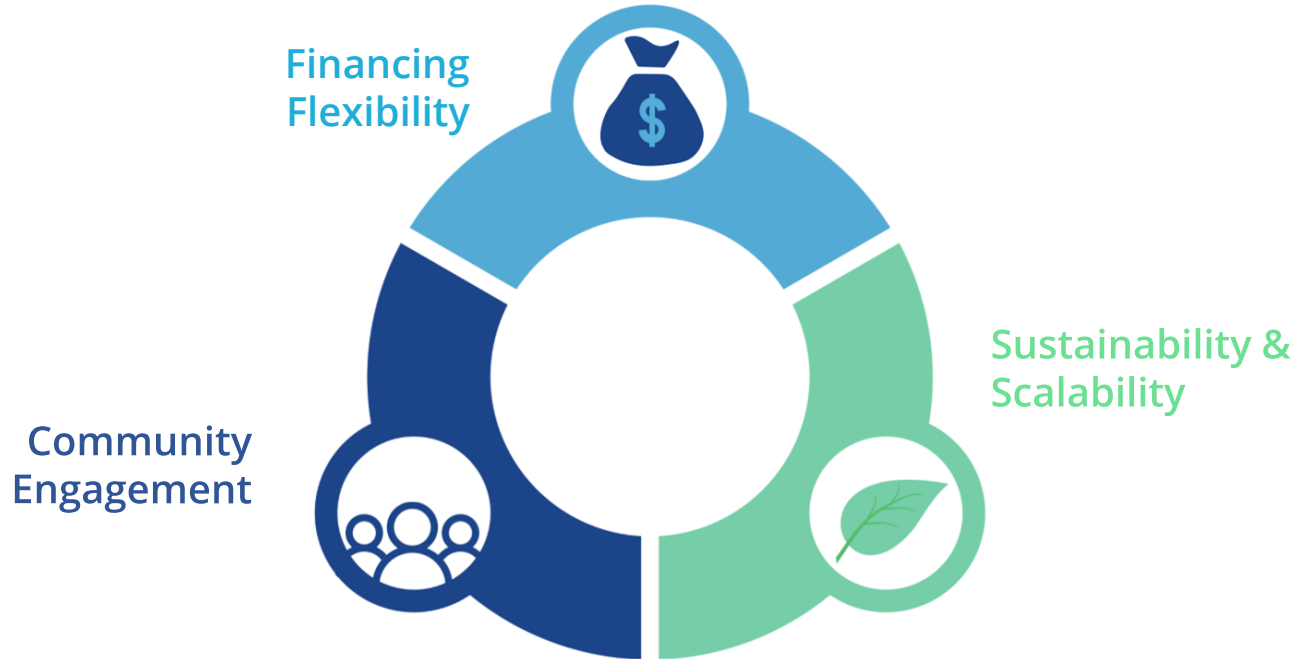 Financing
Flexibility
$
Sustainability &
Scalability
Community
Engagement